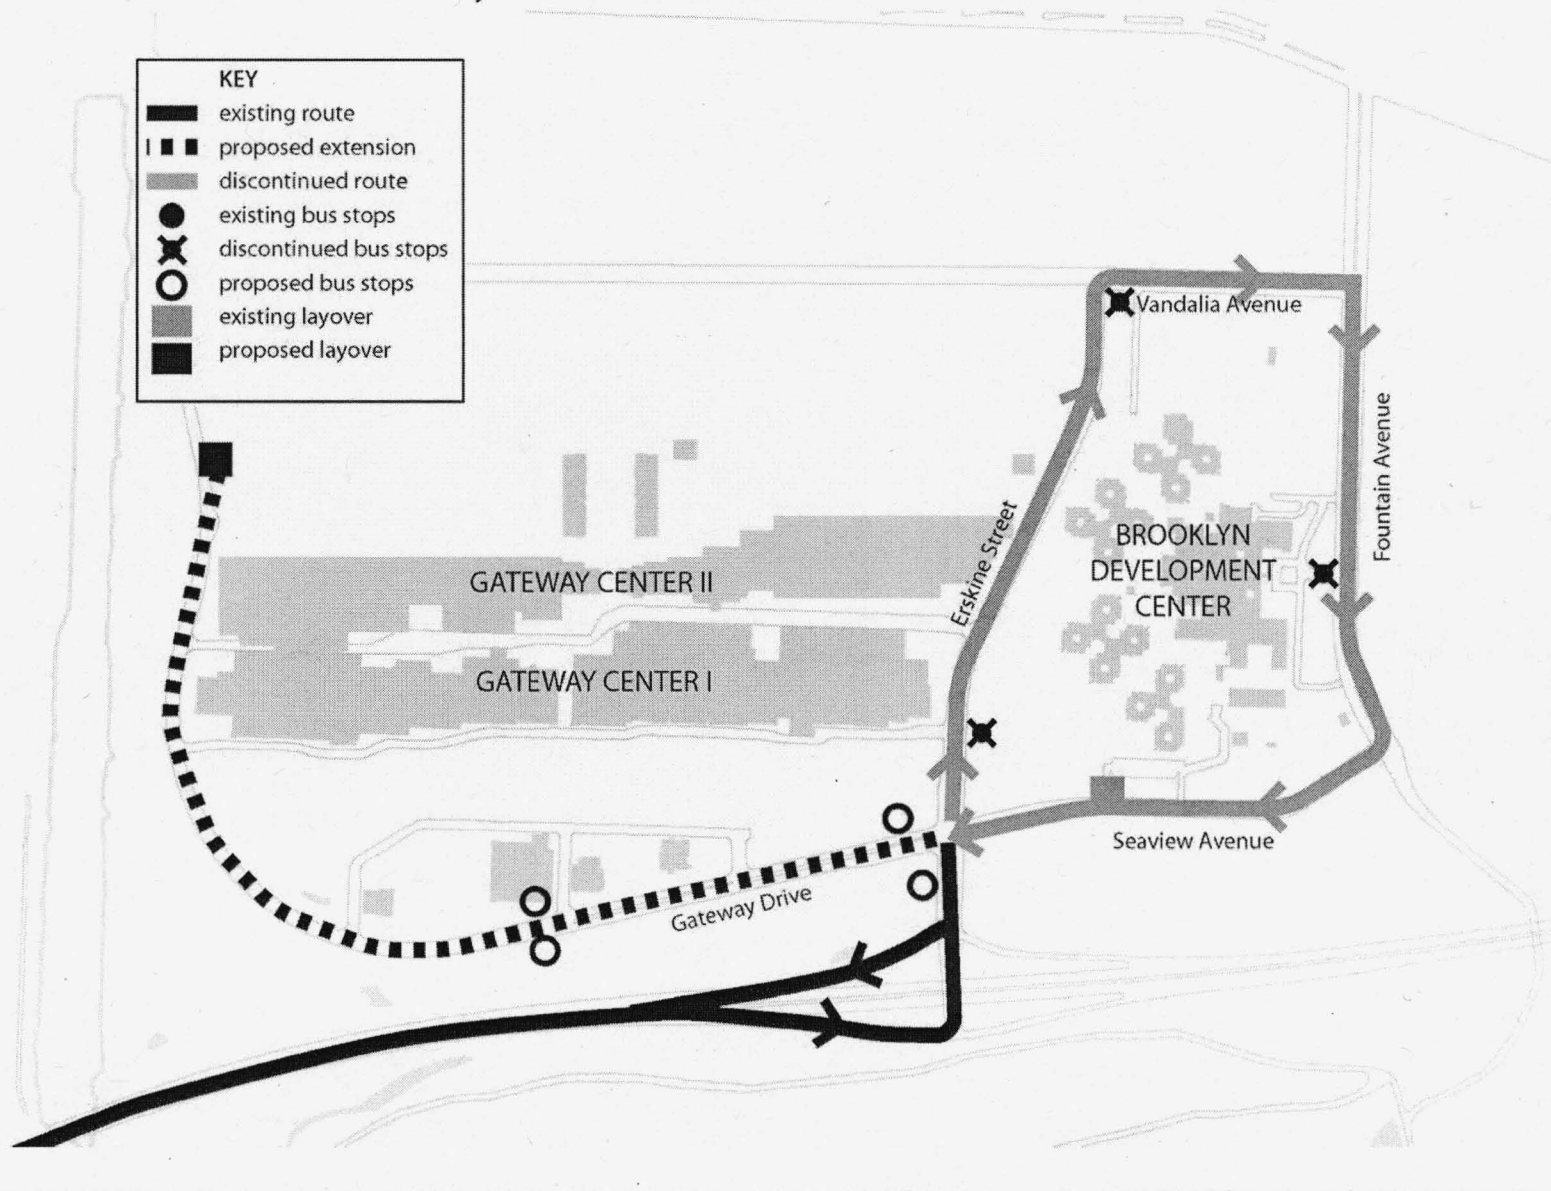 KEY
existing route
proposed extension
discontinued route
existing bus stops
discontinued bus stops
proposed bus stops
existing layover
proposed layover
Vandalia Avenue
Fountain Avenue
Erskine Street
BROOKLYN
DEVELOPMENT
CENTER
GATEWAY CENTER II
GATEWAY CENTER I
Seaview Avenue
Gateway Drive